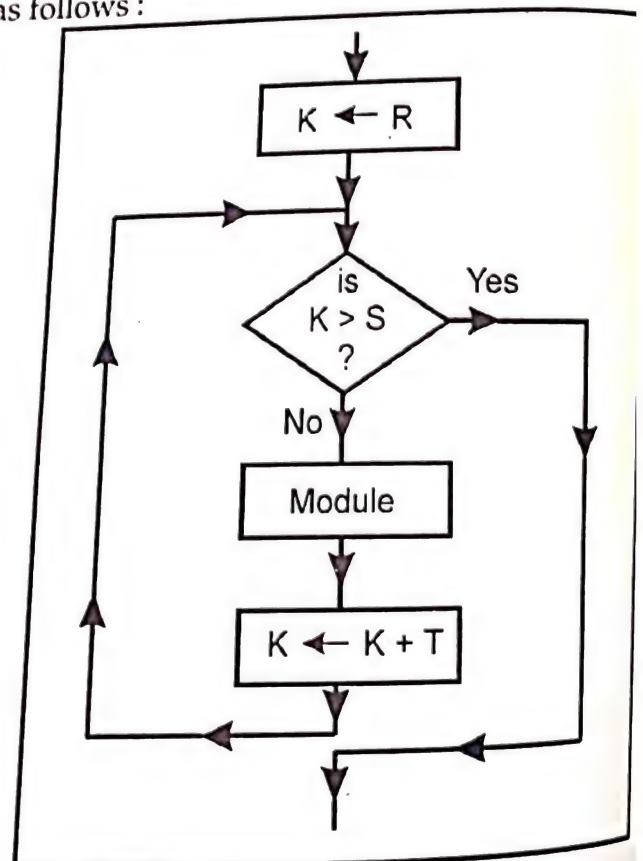 as follows :
K ← R
is
K > S
?
Yes
No
Module
K ← K + T